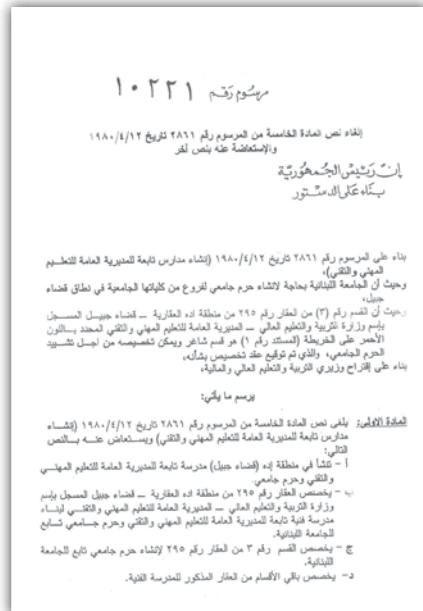 مرسوم رقم ١٠٢٢١
إلغاء نص المادة الخامسة من المرسوم رقم ٢٨٦١ تاريخ ١٩٨٠/٤/١٢
والإستعاضة عنه بنص آخر
إن رئيس الجمهورية
بناء على الدستور
بناء على المرسوم رقم ٢٨٦١ تاريخ ١٩٨٠/٤/١٢ (إنشاء مدارس تابعة للمديرية العامة للتعليم
المهني والتقني)،
وحيث أن الجامعة اللبنانية بحاجة لانشاء حرم جامعي لفروع من كلياتها الجامعية في نطاق قضاء
جبيل،
وحيث أن القسم رقم (٣) من العقار رقم ٢٩٥ من منطقة اده العقارية – قضاء جبيل المسجل
بإسم وزارة التربية والتعليم العالي – المديرية العامة للتعليم المهني والتقني المحدد باللون
الأحمر على الخريطة (المستند رقم ١) هو قسم شاغر ويمكن تخصيصه من اجل تشييد
الحرم الجامعي، والذي تم توقيع عقد تخصيص بشأنه،
بناء على إقتراح وزيري التربية والتعليم العالي والمالية،
يرسم ما يأتي:
المادة الاولى: يلغى نص المادة الخامسة من المرسوم رقم ٢٨٦١ تاريخ ١٩٨٠/٤/١٢ (إنشاء
مدارس تابعة للمديرية العامة للتعليم المهني والتقني) ويستعاض عنه بالنص
التالي:
أ – تنشأ في منطقة إده (قضاء جبيل) مدرسة تابعة للمديرية العامة للتعليم المهني
والتقني وحرم جامعي.
ب – يخصص العقار رقم ٢٩٥ من منطقة اده العقارية – قضاء جبيل المسجل بإسم
وزارة التربية والتعليم العالي – المديرية العامة للتعليم المهني والتقني لبناء
مدرسة فنية تابعة للمديرية العامة للتعليم المهني والتقني وحرم جامعي تابع
للجامعة اللبنانية.
ج – يخصص القسم رقم ٣ من العقار رقم ٢٩٥ لإنشاء حرم جامعي تابع للجامعة
اللبنانية.
د– يخصص باقي الأقسام من العقار المذكور للمدرسة الفنية.